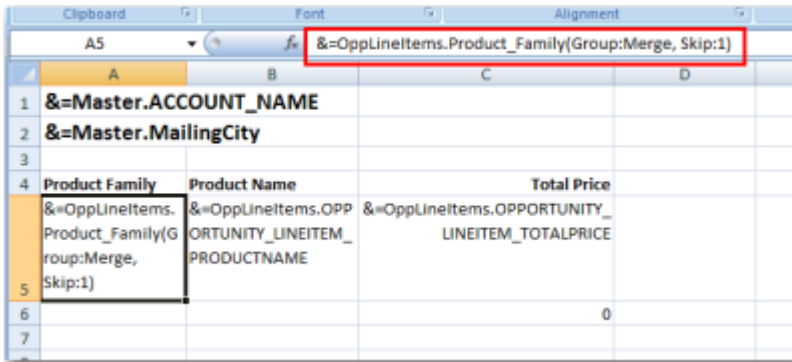 Clipboard Font Alignment
A5 fx &=OppLineItems.Product_Family(Group:Merge, Skip:1)
A B C D
1 &=Master.ACCOUNT_NAME
2 &=Master.MailingCity
3
4 Product Family Product Name Total Price
&=OppLineItems. &=OppLineItems.OPP &=OppLineItems.OPPORTUNITY_
Product_Family(G ORTUNITY_LINEITEM_ LINEITEM_TOTALPRICE
roup:Merge, PRODUCTNAME
5 Skip:1)
6 0
7